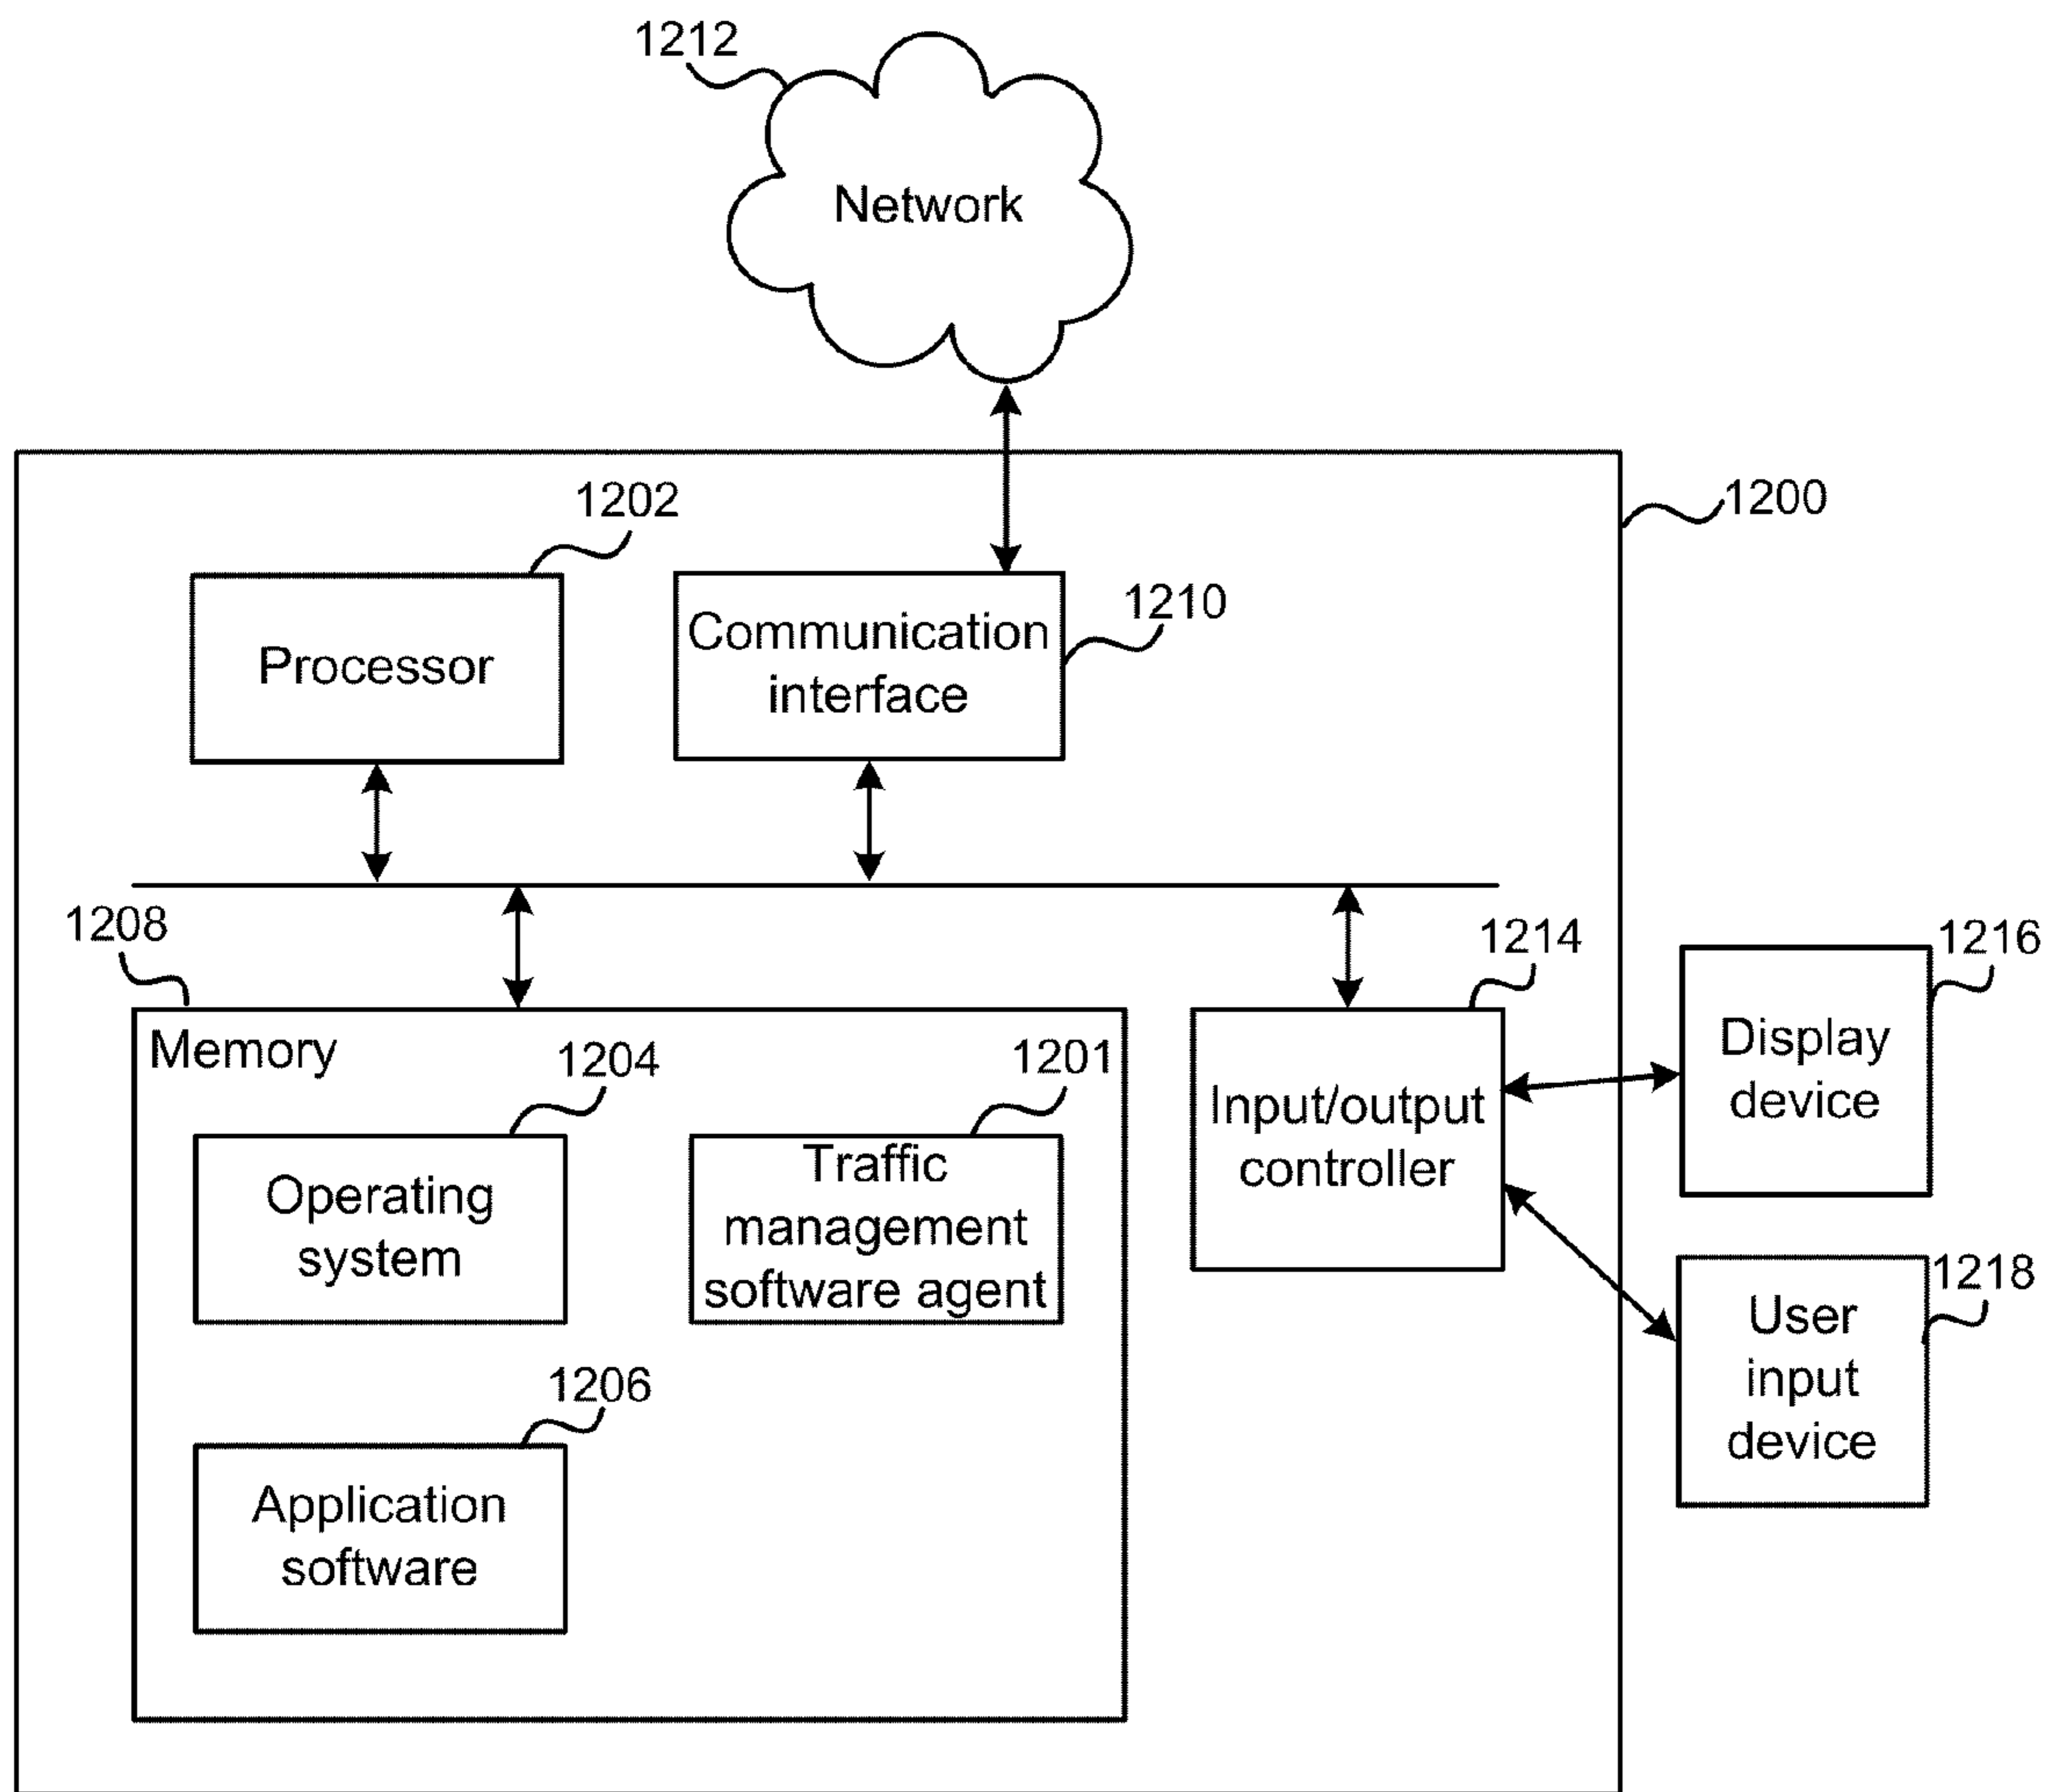 1212
Network
1200
1202
Processor
1210
Communication
interface
1208
Memory
1204
Operating
system
1201
Traffic
management
software agent
1206
Application
software
1214
Input/output
controller
1216
Display
device
1218
User
input
device